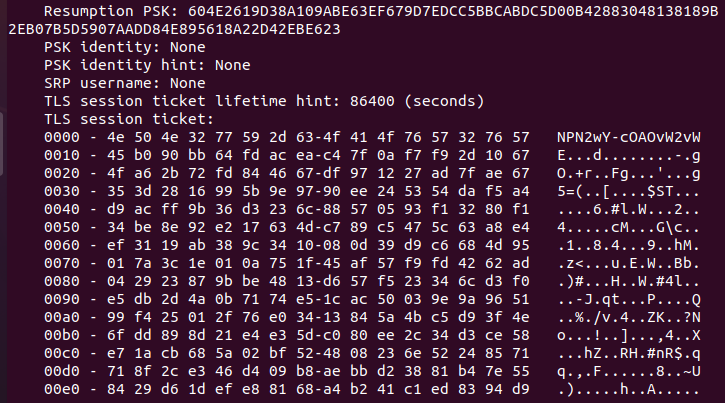 Resumption PSK: 604E2619D38A109ABE63EF679D7EDCC5BBCABDC5D00B42883048138189B
2EB07B5D5907AADD84E895618A22D42EBE623
PSK identity: None
PSK identity hint: None
SRP username: None
TLS session ticket lifetime hint: 86400 (seconds)
TLS session ticket:
0000 - 4e 50 4e 32 77 59 2d 63-4f 41 4f 76 57 32 76 57   NPN2wY-cOAOvW2vW
0010 - 45 b0 90 bb 64 fd ac ea-c4 7f 0a f7 f9 2d 10 67   E...d........-.g
0020 - 4f a6 2b 72 fd 84 46 67-df 97 12 27 ad 7f ae 67   O.+r..Fg...'...g
0030 - 35 3d 28 16 99 5b 9e 97-90 ee 24 53 54 da f5 a4   5=(..[....$ST...
0040 - d9 ac ff 9b 36 d3 23 6c-88 57 05 93 f1 32 80 f1   ....6.#l.W...2..
0050 - 34 be 8e 92 e2 17 63 4d-c7 89 c5 47 5c 63 a8 e4   4.....cM...G\c..
0060 - ef 31 19 ab 38 9c 34 10-08 0d 39 d9 c6 68 4d 95   .1..8.4...9..hM.
0070 - 01 7a 3c 1e 01 0a 75 1f-45 af 57 f9 fd 42 62 ad   .z<...u.E.W..Bb.
0080 - 04 29 23 87 9b be 48 13-d6 57 f5 23 34 6c d3 f0   .)#...H..W.#4l..
0090 - e5 db 2d 4a 0b 71 74 e5-1c ac 50 03 9e 9a 96 51   ..-J.qt...P....Q
00a0 - 99 f4 25 01 2f 76 e0 34-13 84 5a 4b c5 d9 3f 4e   ..%./v.4..ZK..?N
00b0 - 6f dd 89 8d 21 e4 e3 5d-c0 80 ee 2c 34 d3 ce 58   o...!..]...,4..X
00c0 - e7 1a cb 68 5a 02 bf 52-48 08 23 6e 52 24 85 71   ...hZ..RH.#nR$.q
00d0 - 71 8f 2c ce 46 d4 09 b8-ae bb d2 38 81 b4 7e 55   q.,.F......8..~U
00e0 - 84 29 d6 1d ef e8 81 68-a4 b2 41 c1 ed 83 94 d9   .).....h..A.....